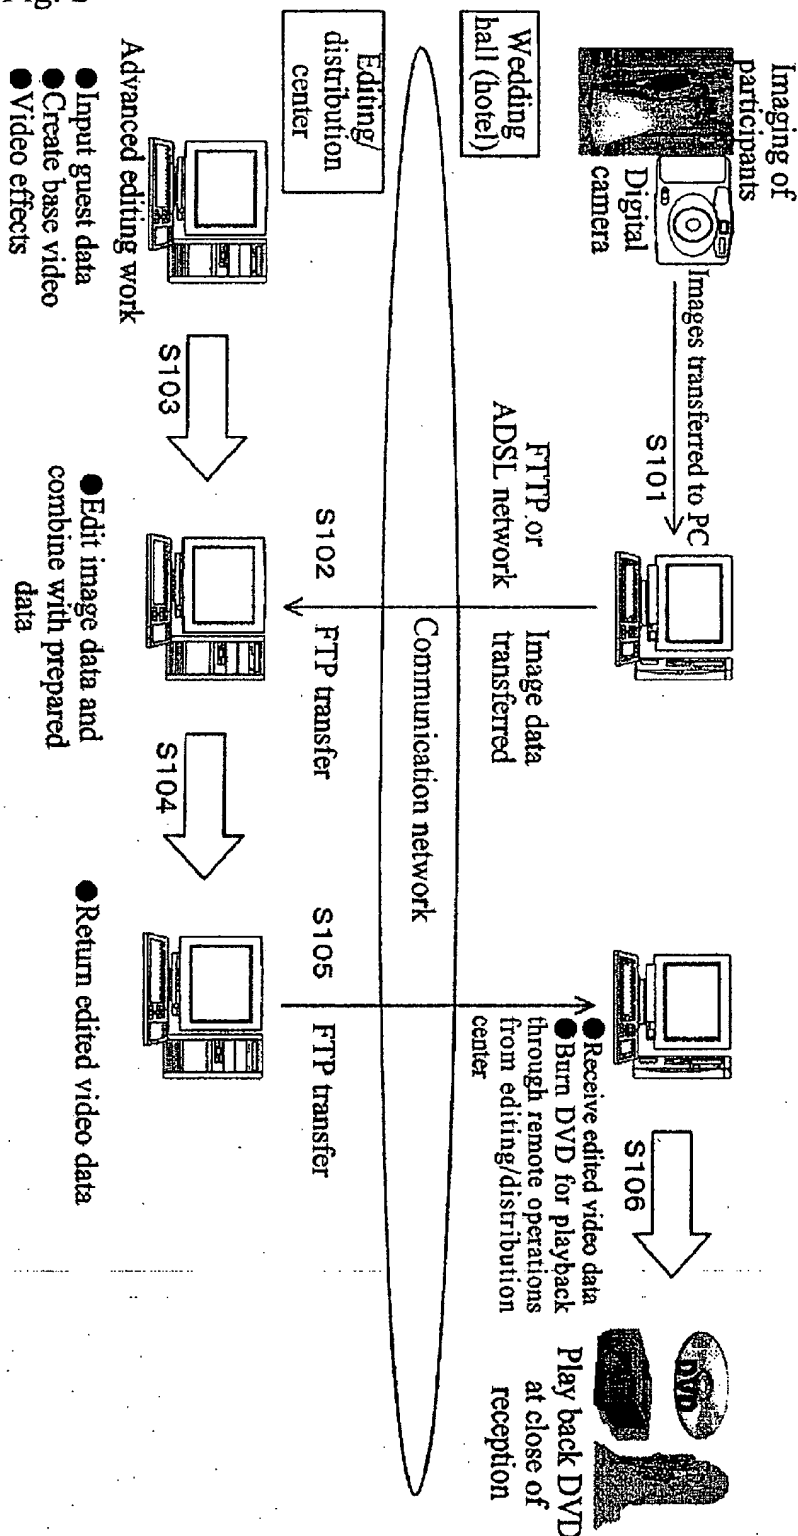 Imaging of
participants
Digital
camera
Images transferred to PC
S101
Wedding
hall (hotel)
FTTP or
ADSL network
Image data
transferred
●Receive edited video data
●Burn DVD for playback
through remote operations
from editing/distribution
center
S106
DVD
Play back DVD
at close of
reception
Communication network
Editing/
distribution
center
S102
FTP transfer
S105
FTP transfer
Advanced editing work
●Input guest data
●Create base video
●Video effects
S103
●Edit image data and
combine with prepared
data
S104
●Return edited video data